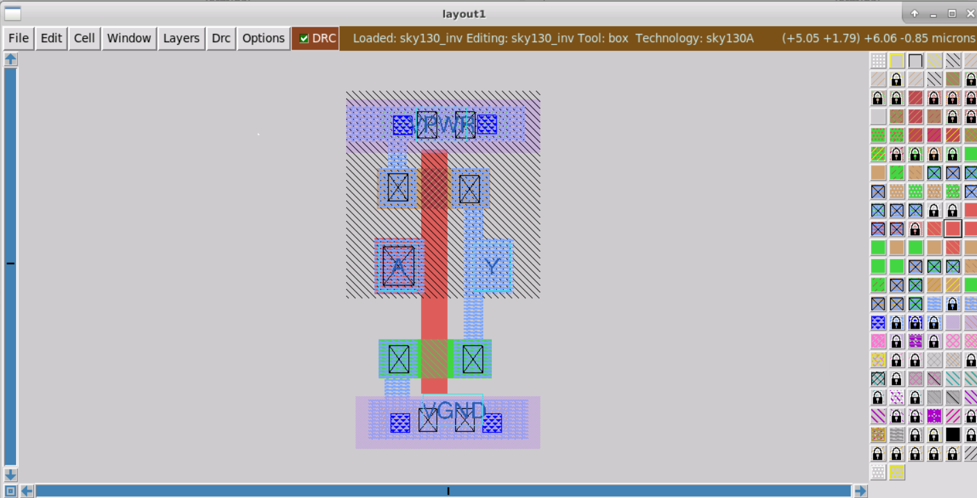 layout1
File Edit Cell Window Layers Drc Options DRC Loaded: sky130_inv Editing: sky130_inv Tool: box Technology: sky130A (+5.05 +1.79) +6.06 -0.85 microns
VPWR
A Y
VGND